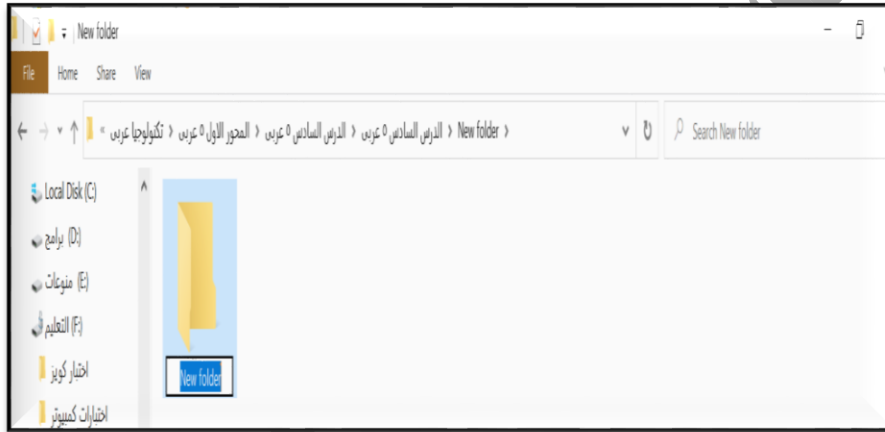 New folder
File Home Share View
« تكنولوجيا عربى › المحور الاول ٥ عربى › الدرس السادس ٥ عربى › الدرس السادس ٥ عربى › New folder ›
Search New folder
Local Disk (C:)
برامج (D:)
منوعات (E:)
التعليم (F:)
اختبار كويز
اختبارات كمبيوتر
New folder